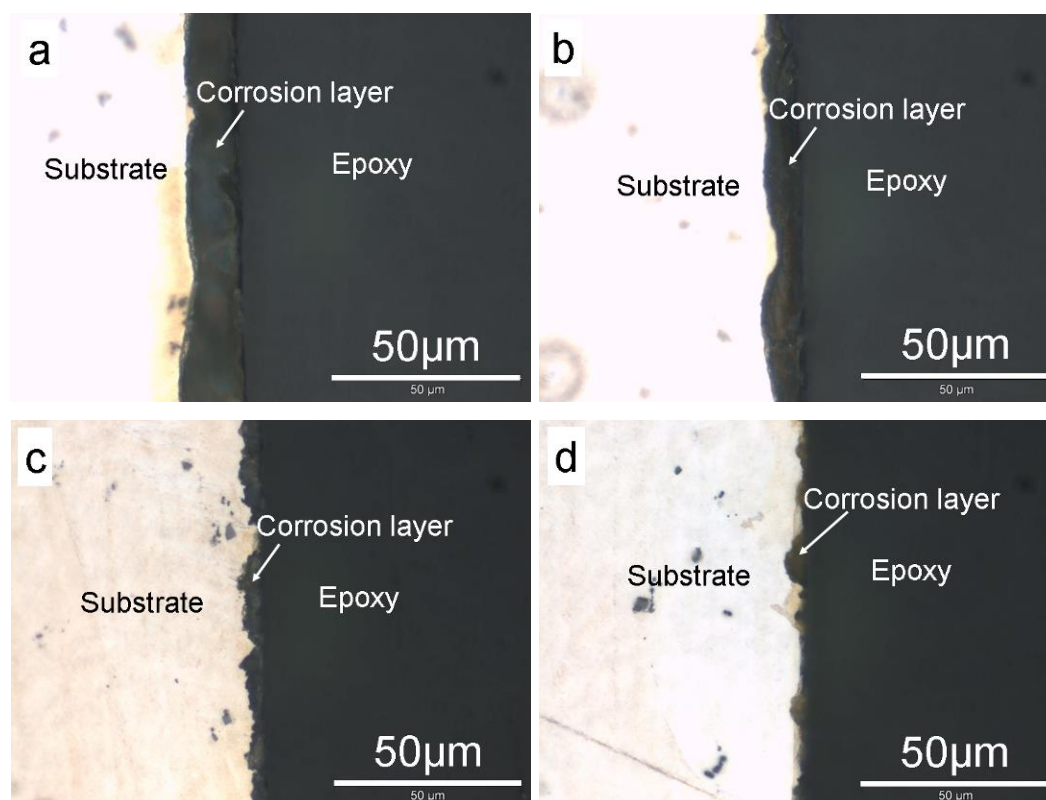 a
Corrosion layer
Substrate
Epoxy
50µm
50 µm
b
Corrosion layer
Substrate
Epoxy
50µm
50 µm
c
Corrosion layer
Substrate
Epoxy
50µm
50 µm
d
Corrosion layer
Substrate
Epoxy
50µm
50 µm